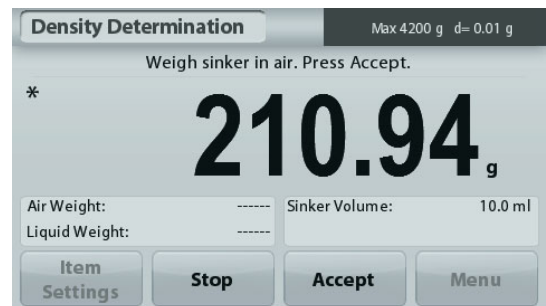 Density Determination
Max 4200 g d= 0.01 g
Weigh sinker in air. Press Accept.
*
210.94 g
Air Weight: ------
Sinker Volume: 10.0 ml
Liquid Weight: ------
Item Settings
Stop
Accept
Menu